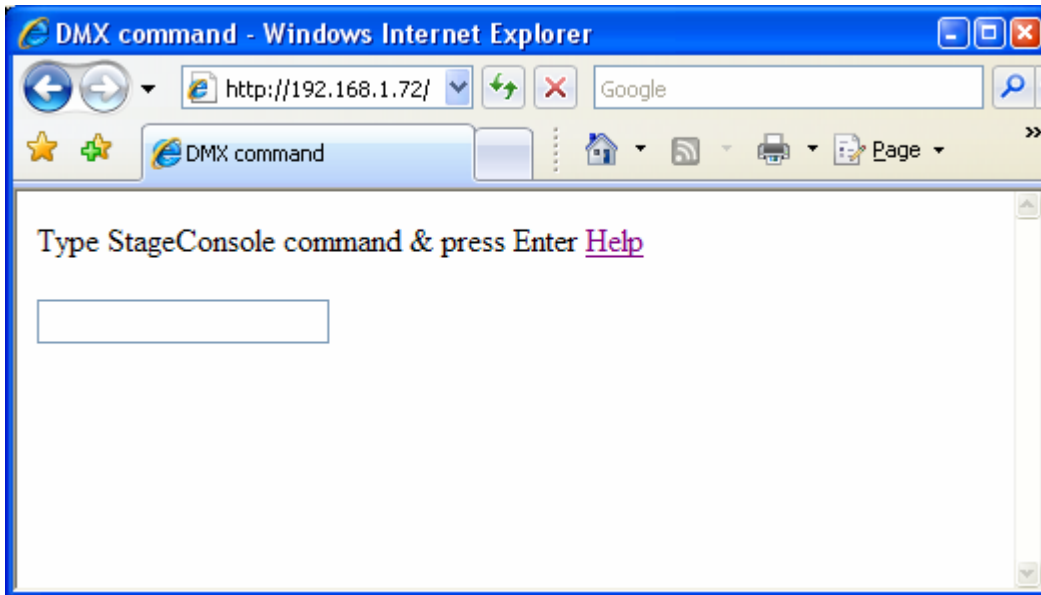 DMX command - Windows Internet Explorer
http://192.168.1.72/ Google
DMX command Page »
Type StageConsole command & press Enter Help